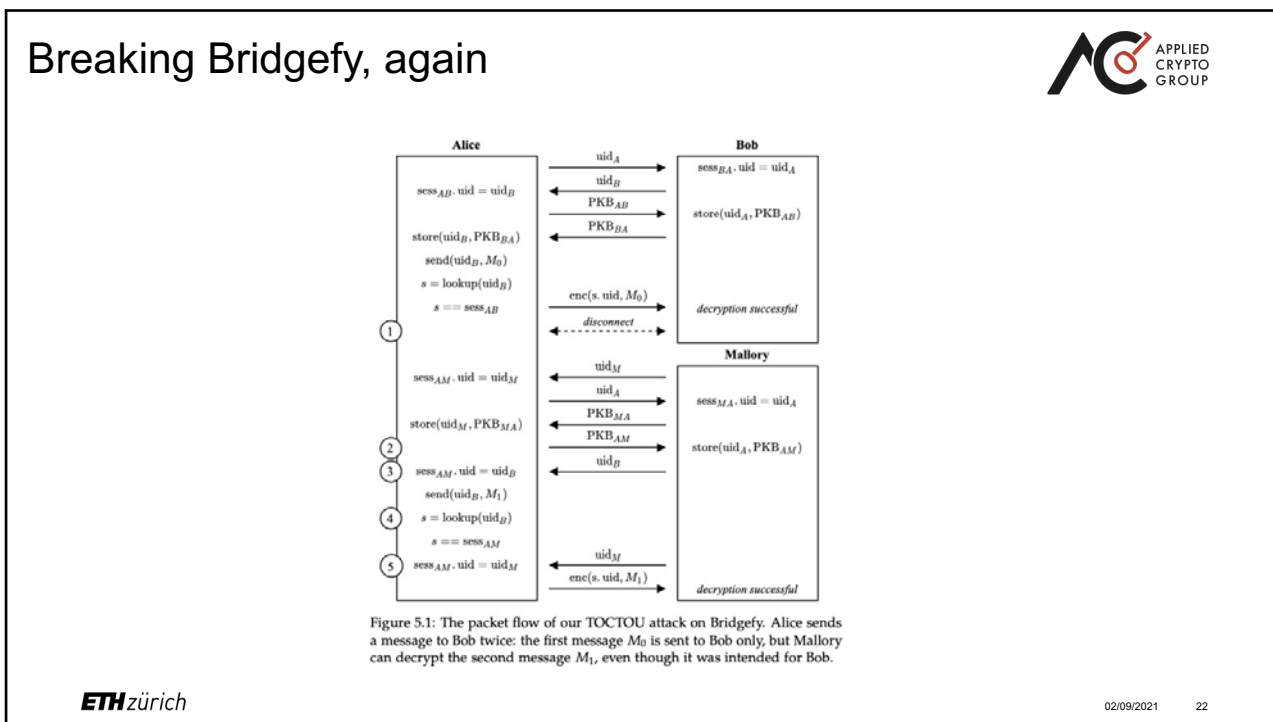 Breaking Bridgefy, again
APPLIED
CRYPTO
GROUP
Alice
Bob
uid_A
sess_BA.uid = uid_A
uid_B
sess_AB.uid = uid_B
PKB_AB
store(uid_A, PKB_AB)
PKB_BA
store(uid_B, PKB_BA)
send(uid_B, M_0)
s = lookup(uid_B)
s == sess_AB
enc(s.uid, M_0)
decryption successful
1
disconnect
Mallory
uid_M
sess_AM.uid = uid_M
uid_A
sess_MA.uid = uid_A
PKB_MA
store(uid_M, PKB_MA)
PKB_AM
store(uid_A, PKB_AM)
2
uid_B
3 sess_AM.uid = uid_B
send(uid_B, M_1)
4 s = lookup(uid_B)
s == sess_AM
uid_M
5 sess_AM.uid = uid_M
enc(s.uid, M_1)
decryption successful
Figure 5.1: The packet flow of our TOCTOU attack on Bridgefy. Alice sends
a message to Bob twice: the first message M_0 is sent to Bob only, but Mallory
can decrypt the second message M_1, even though it was intended for Bob.
ETH zürich
02/09/2021 22